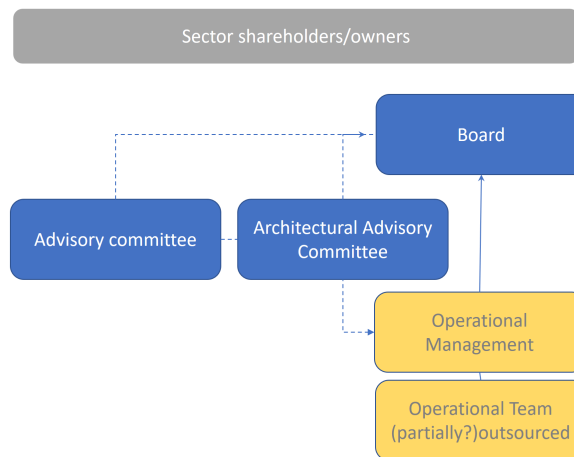 Sector shareholders/owners
Board
Advisory committee
Architectural Advisory
Committee
Operational
Management
Operational Team
(partially?)outsourced